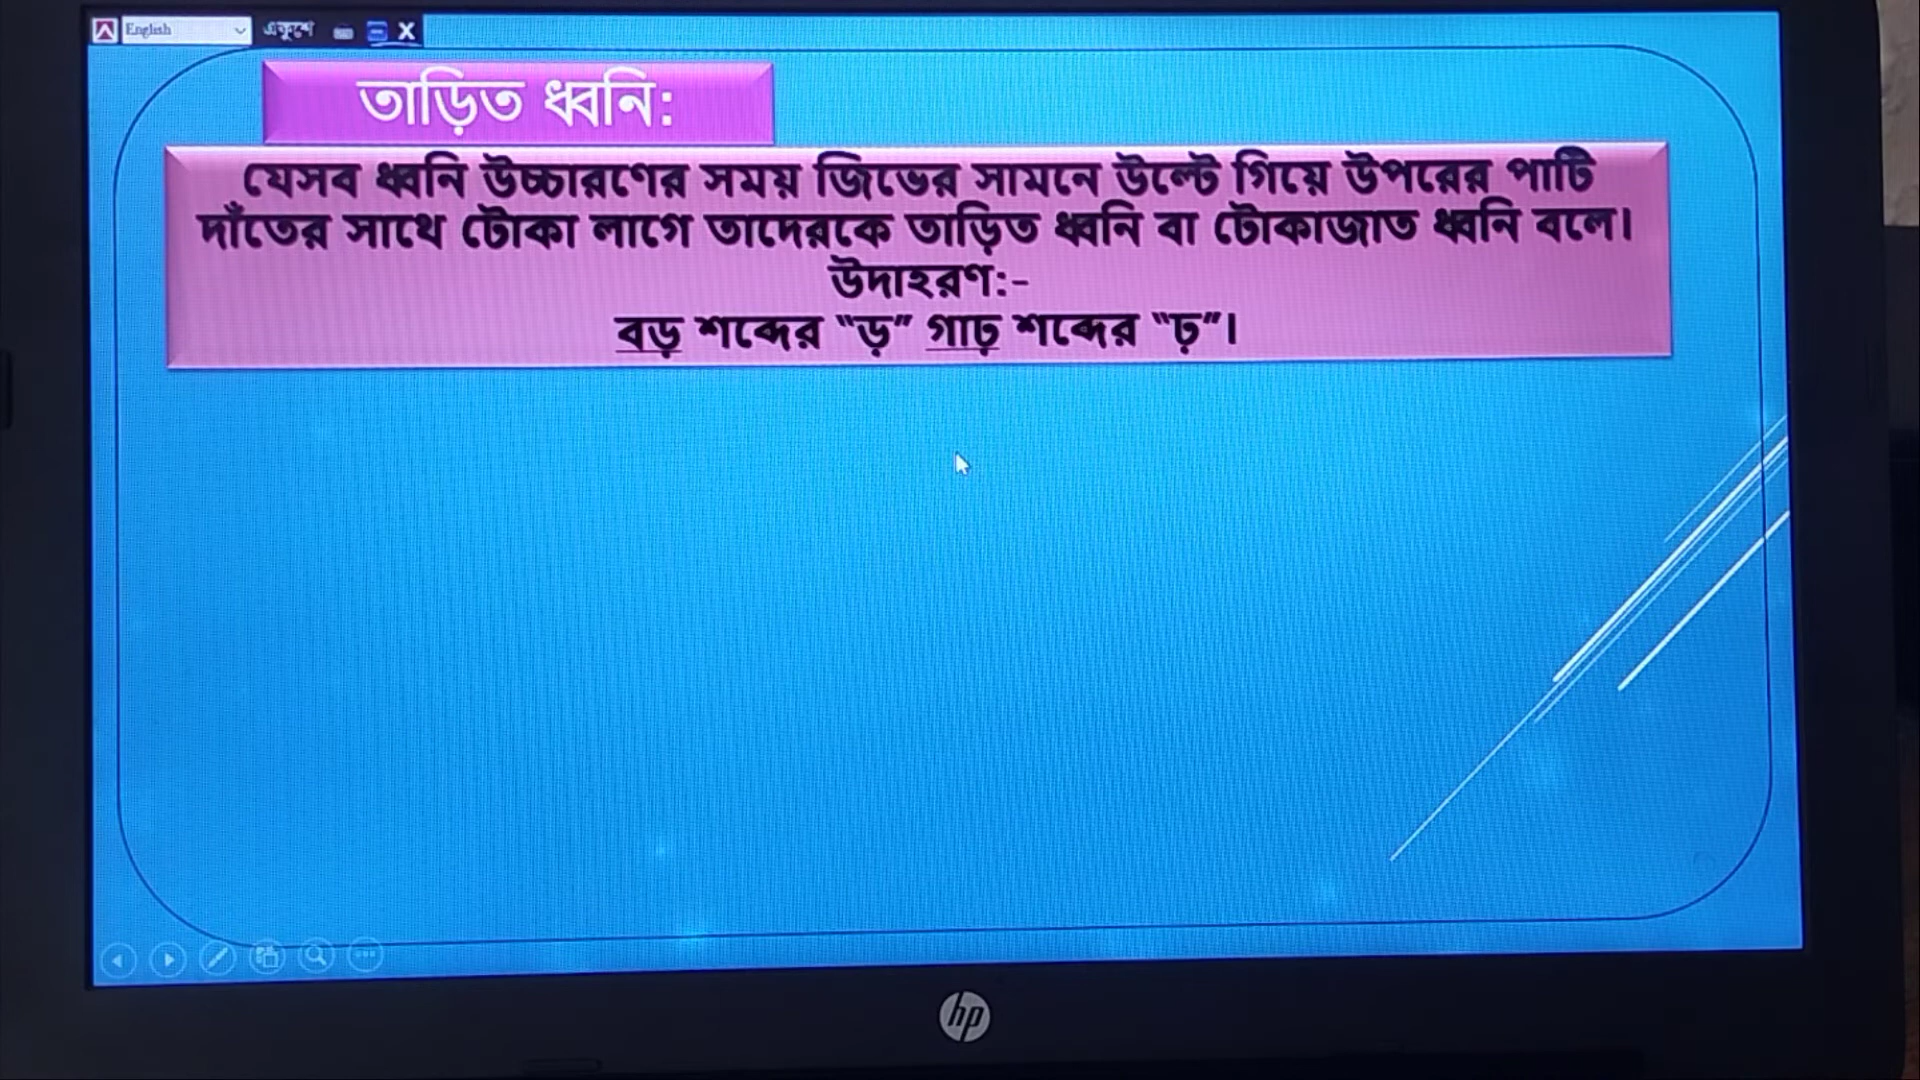 English
একুশে
তাড়িত ধ্বনি:
যেসব ধ্বনি উচ্চারণের সময় জিভের সামনে উল্টে গিয়ে উপরের পাটি
দাঁতের সাথে টোকা লাগে তাদেরকে তাড়িত ধ্বনি বা টোকাজাত ধ্বনি বলে।
উদাহরণ:-
বড় শব্দের “ড়” গাঢ় শব্দের “ঢ়”।
hp